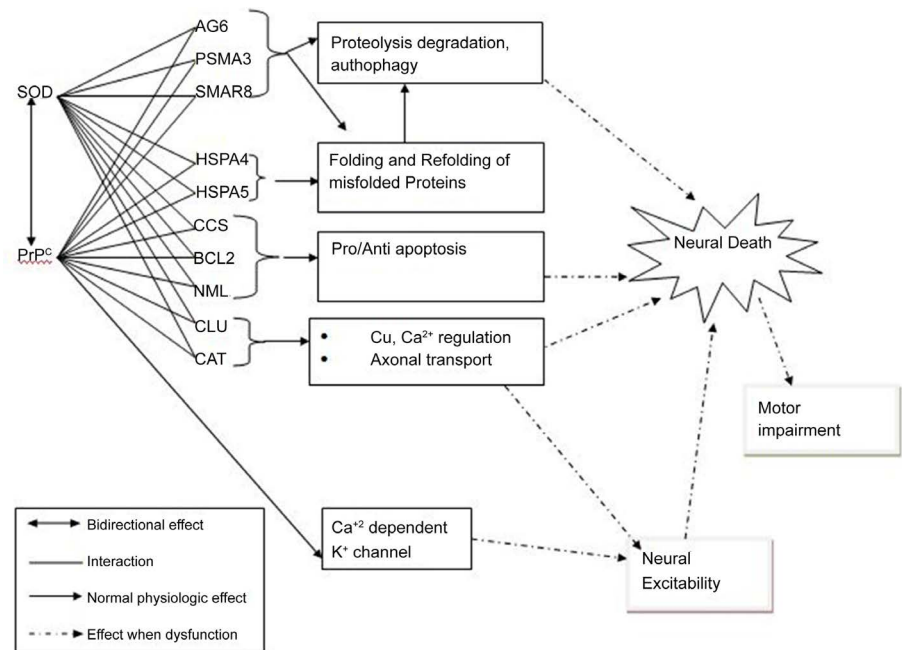 AG6
PSMA3
SOD
SMAR8
HSPA4
HSPA5
CCS
PrPᶜ
BCL2
NML
CLU
CAT
Proteolysis degradation,
authophagy
Folding and Refolding of
misfolded Proteins
Pro/Anti apoptosis
• Cu, Ca²⁺ regulation
• Axonal transport
Ca⁺² dependent
K⁺ channel
Neural Death
Motor
impairment
Neural
Excitability
Bidirectional effect
Interaction
Normal physiologic effect
Effect when dysfunction